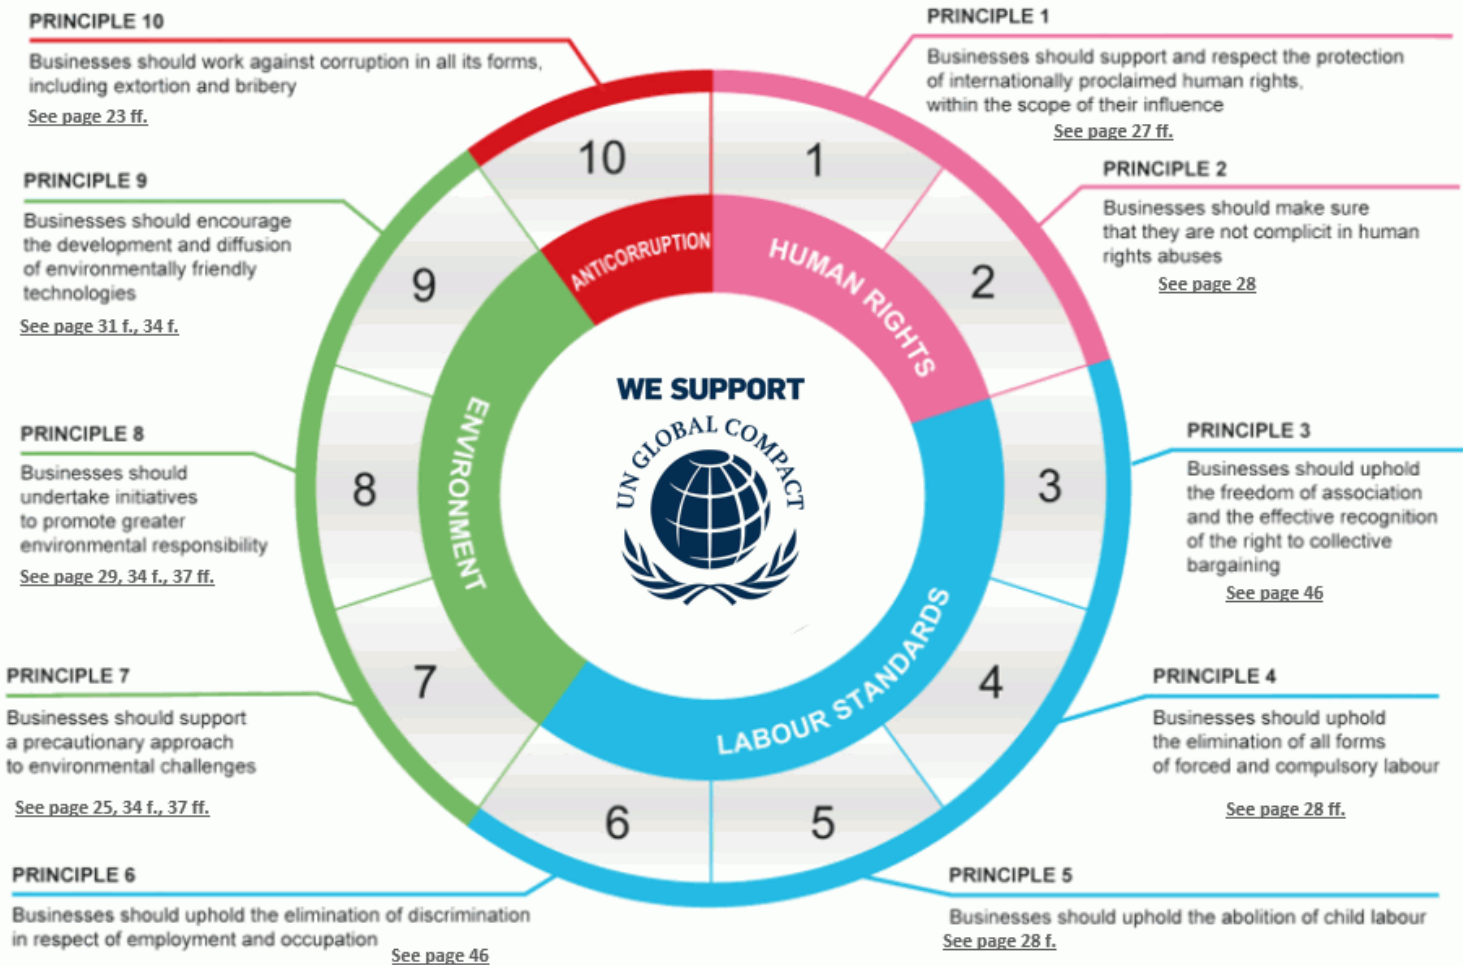 PRINCIPLE 10
Businesses should work against corruption in all its forms,
including extortion and bribery
See page 23 ff.
PRINCIPLE 1
Businesses should support and respect the protection
of internationally proclaimed human rights,
within the scope of their influence
See page 27 ff.
PRINCIPLE 9
Businesses should encourage
the development and diffusion
of environmentally friendly
technologies
See page 31 f., 34 f.
PRINCIPLE 2
Businesses should make sure
that they are not complicit in human
rights abuses
See page 28
PRINCIPLE 8
Businesses should
undertake initiatives
to promote greater
environmental responsibility
See page 29, 34 f., 37 ff.
PRINCIPLE 3
Businesses should uphold
the freedom of association
and the effective recognition
of the right to collective
bargaining
See page 46
PRINCIPLE 7
Businesses should support
a precautionary approach
to environmental challenges
See page 25, 34 f., 37 ff.
PRINCIPLE 4
Businesses should uphold
the elimination of all forms
of forced and compulsory labour
See page 28 ff.
PRINCIPLE 6
Businesses should uphold the elimination of discrimination
in respect of employment and occupation
See page 46
PRINCIPLE 5
Businesses should uphold the abolition of child labour
See page 28 f.
10
1
2
3
4
5
6
7
8
9
ANTICORRUPTION
HUMAN RIGHTS
LABOUR STANDARDS
ENVIRONMENT
WE SUPPORT
UN GLOBAL COMPACT